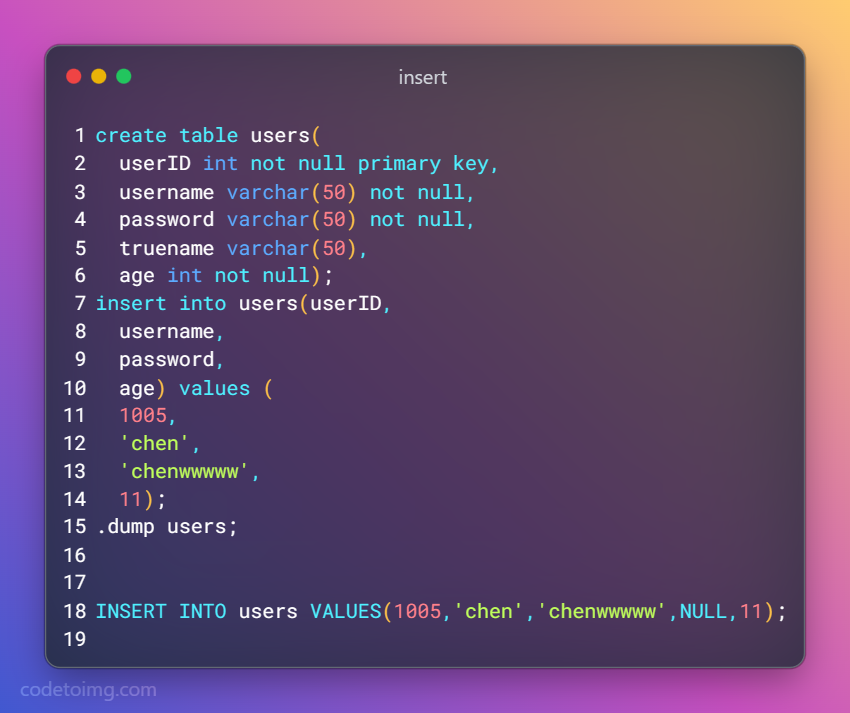 insert
1 create table users(
2   userID int not null primary key,
3   username varchar(50) not null,
4   password varchar(50) not null,
5   truename varchar(50),
6   age int not null);
7 insert into users(userID,
8   username,
9   password,
10   age) values (
11   1005,
12   'chen',
13   'chenwwwww',
14   11);
15 .dump users;
16
17
18 INSERT INTO users VALUES(1005,'chen','chenwwwww',NULL,11);
19
codetoimg.com